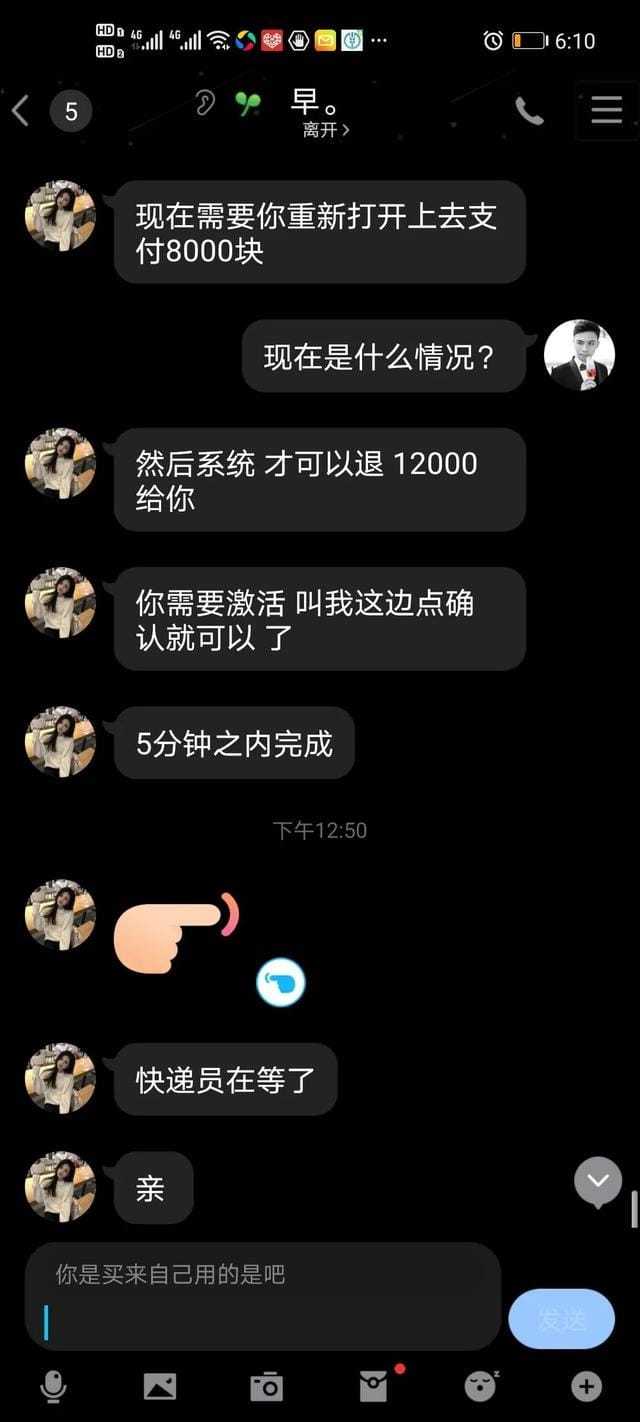 HD 1 4G 4G 6:10
HD 2
5 早。
离开
现在需要你重新打开上去支
付8000块
现在是什么情况?
然后系统 才可以退 12000
给你
你需要激活 叫我这边点确
认就可以 了
5分钟之内完成
下午12:50
快递员在等了
亲
你是买来自己用的是吧
发送